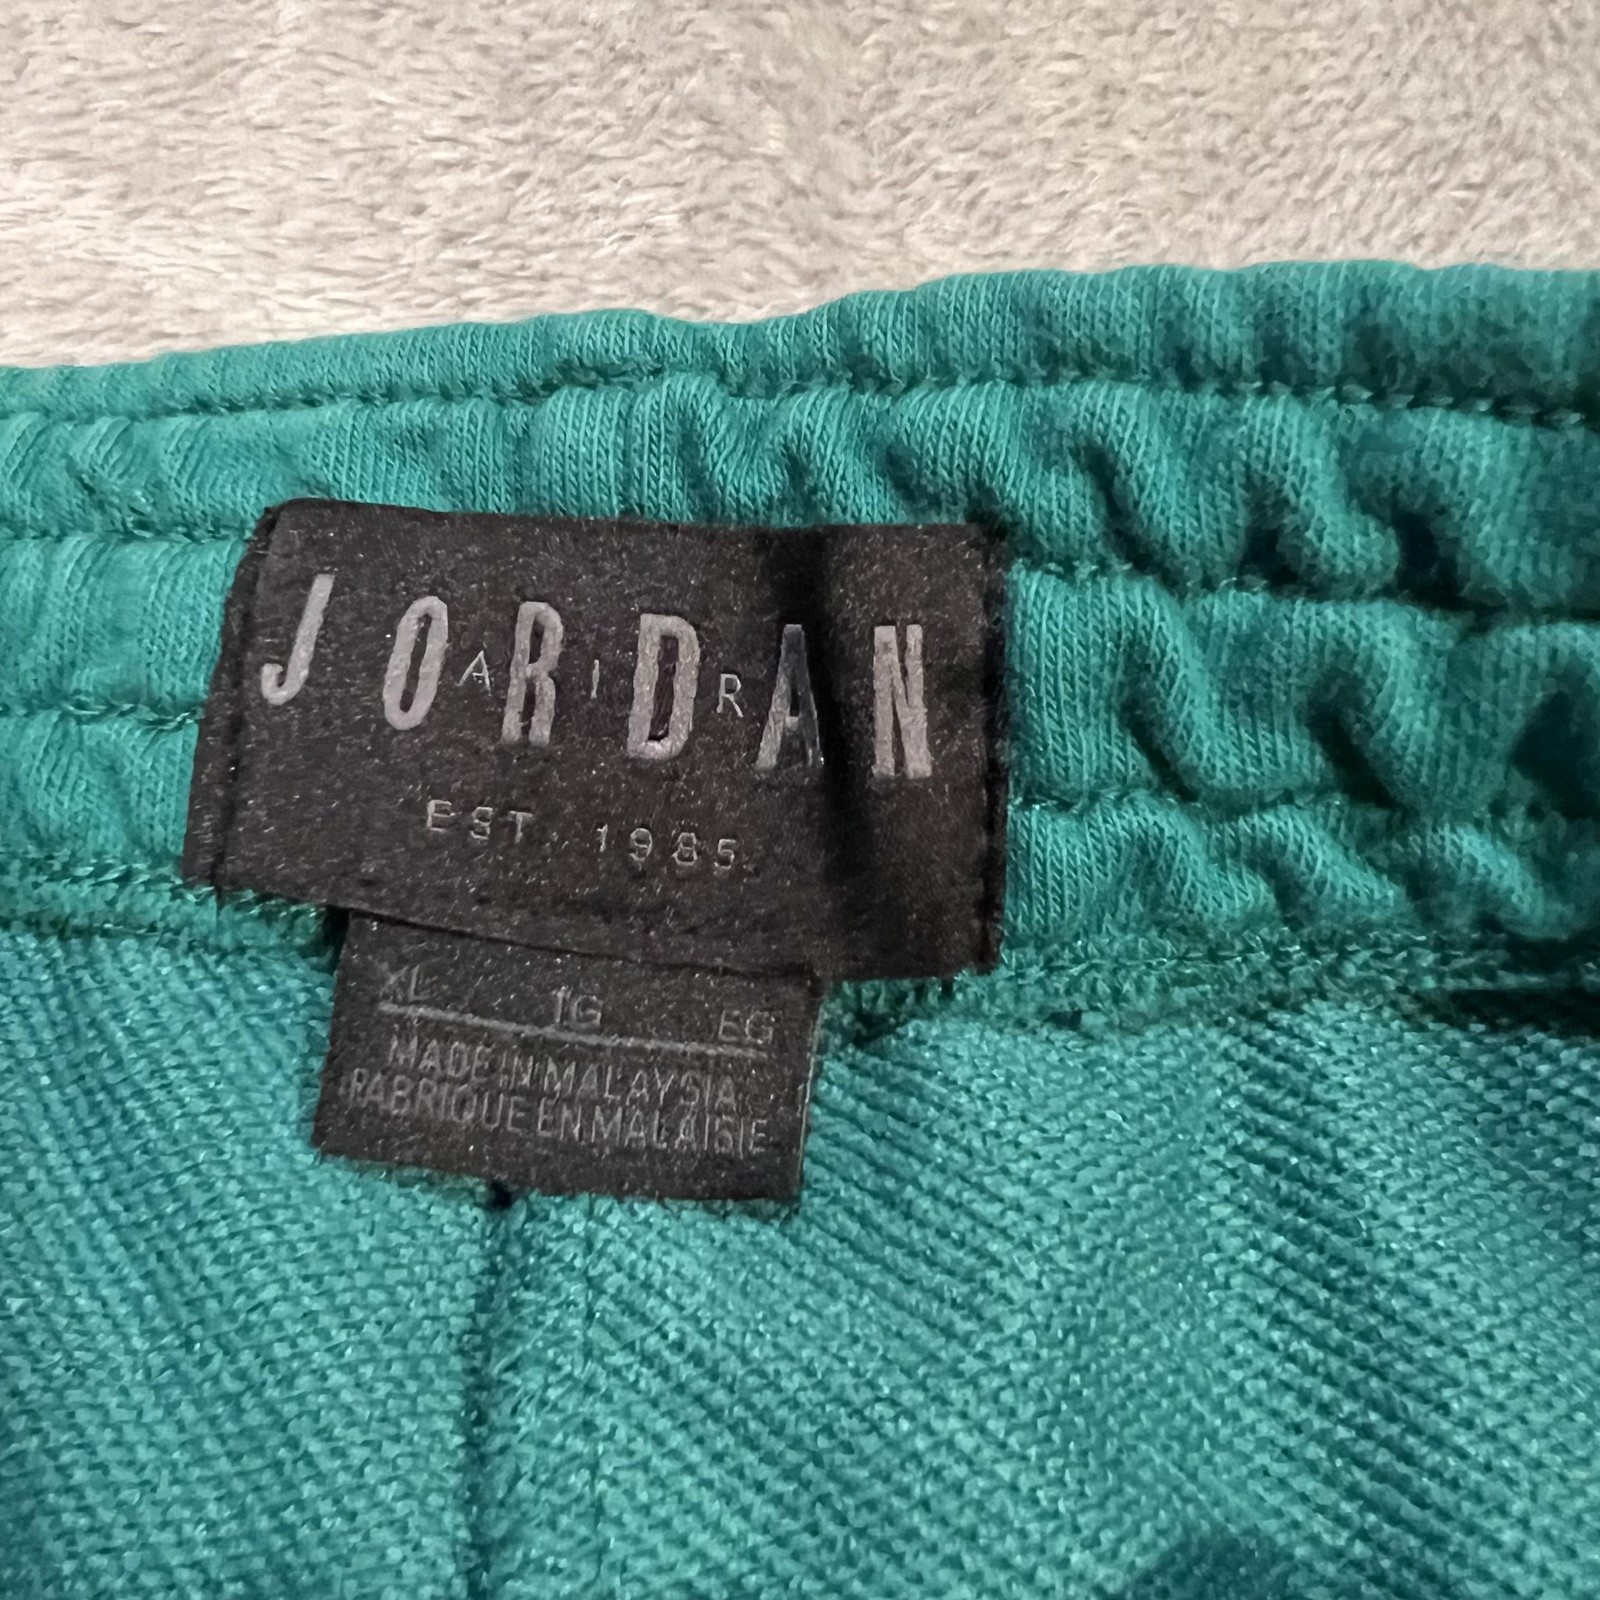 JORDAN
AIR
EST. 1985
XL TG EG
MADE IN MALAYSIA
FABRIQUE EN MALAISIE